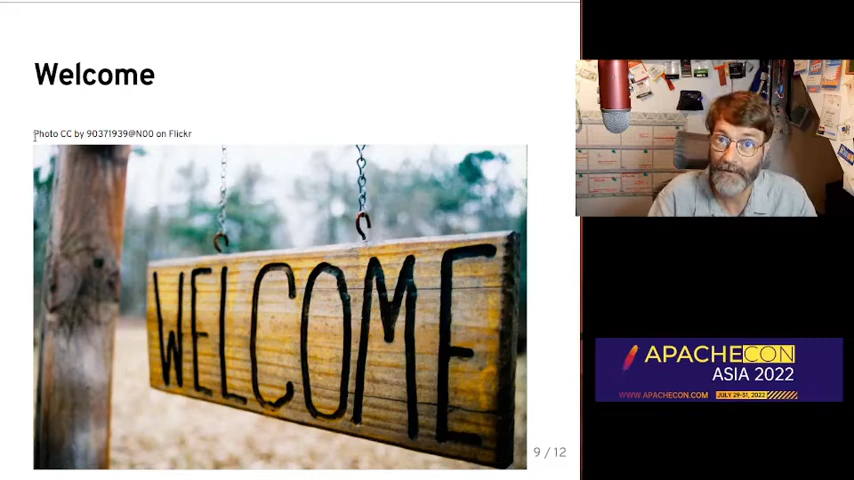 Welcome
Photo CC by 90371939@N00 on Flickr
WELCOME
9 / 12
APACHECON
ASIA 2022
WWW.APACHECON.COM
JULY 29-31, 2022